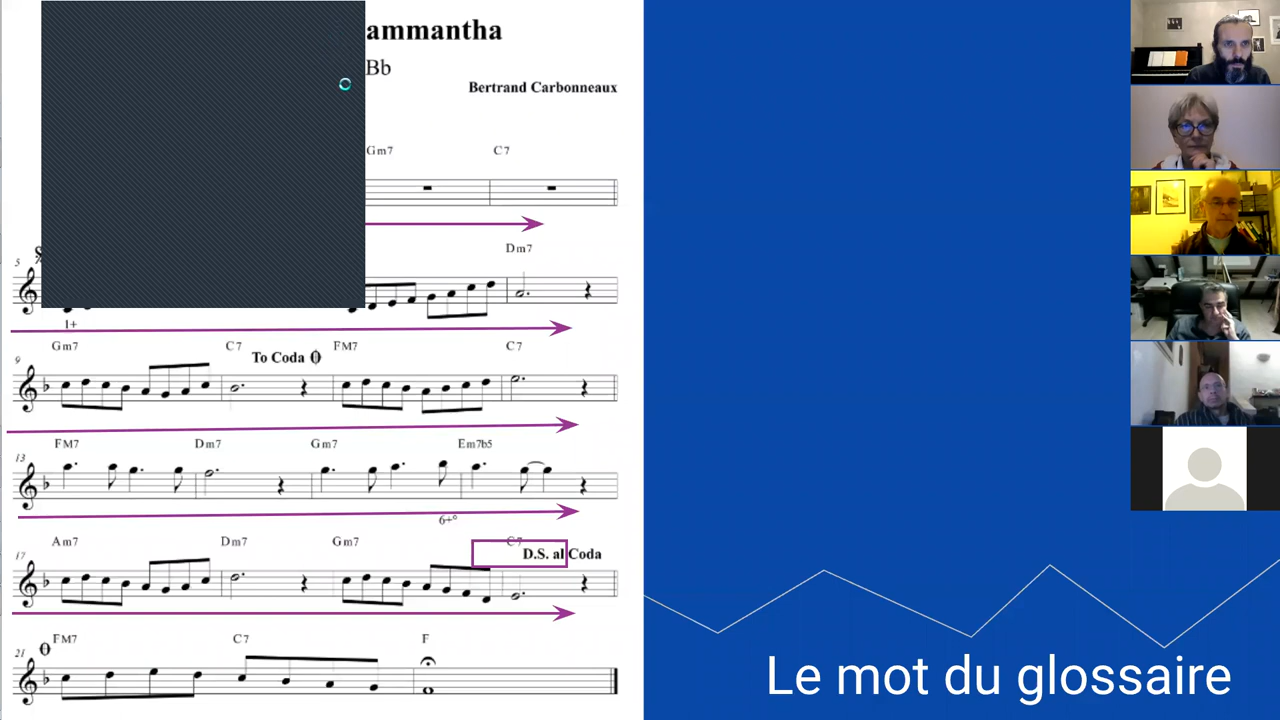 ammantha
Bb
Bertrand Carbonneaux
Gm7 C7
5 Dm7
1+
9 Gm7 C7 To Coda FM7 C7
13 FM7 Dm7 Gm7 Em7b5
6+°
17 Am7 Dm7 Gm7 C7
D.S. al Coda
21 FM7 C7 F
Le mot du glossaire